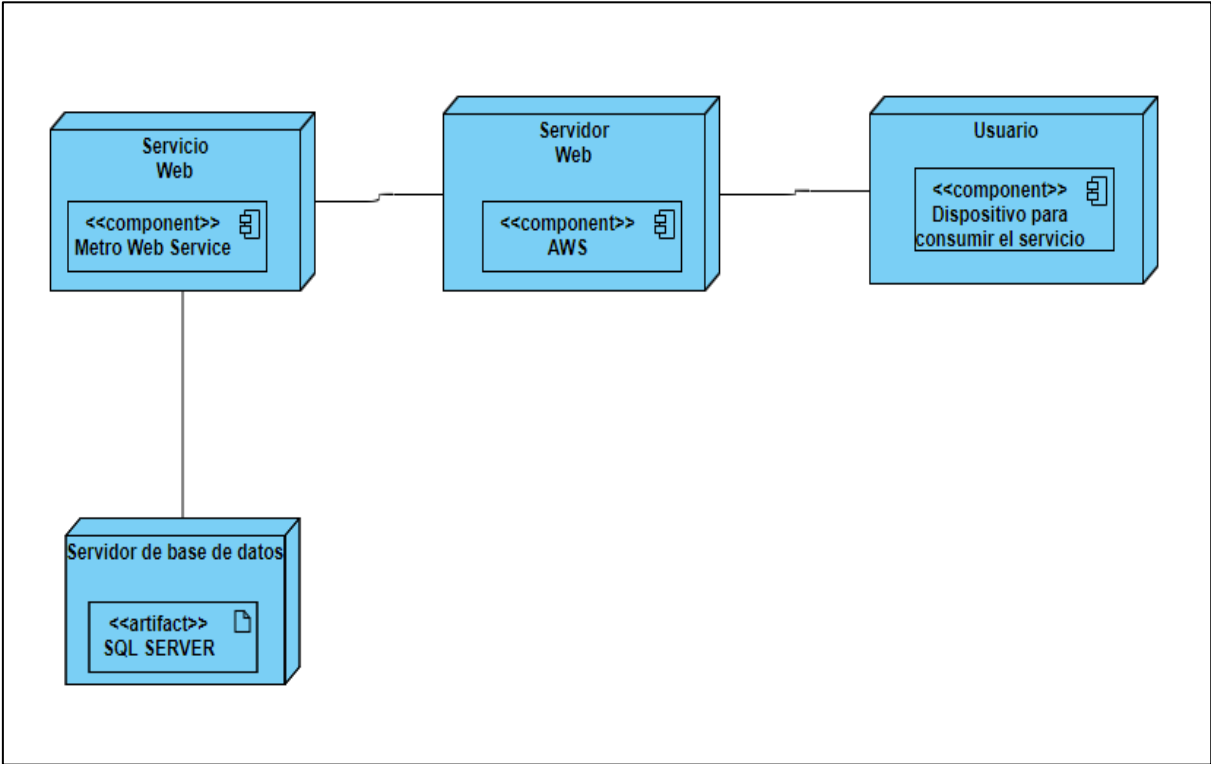 Servicio
Web
<<component>>
Metro Web Service
Servidor
Web
<<component>>
AWS
Usuario
<<component>>
Dispositivo para
consumir el servicio
Servidor de base de datos
<<artifact>>
SQL SERVER